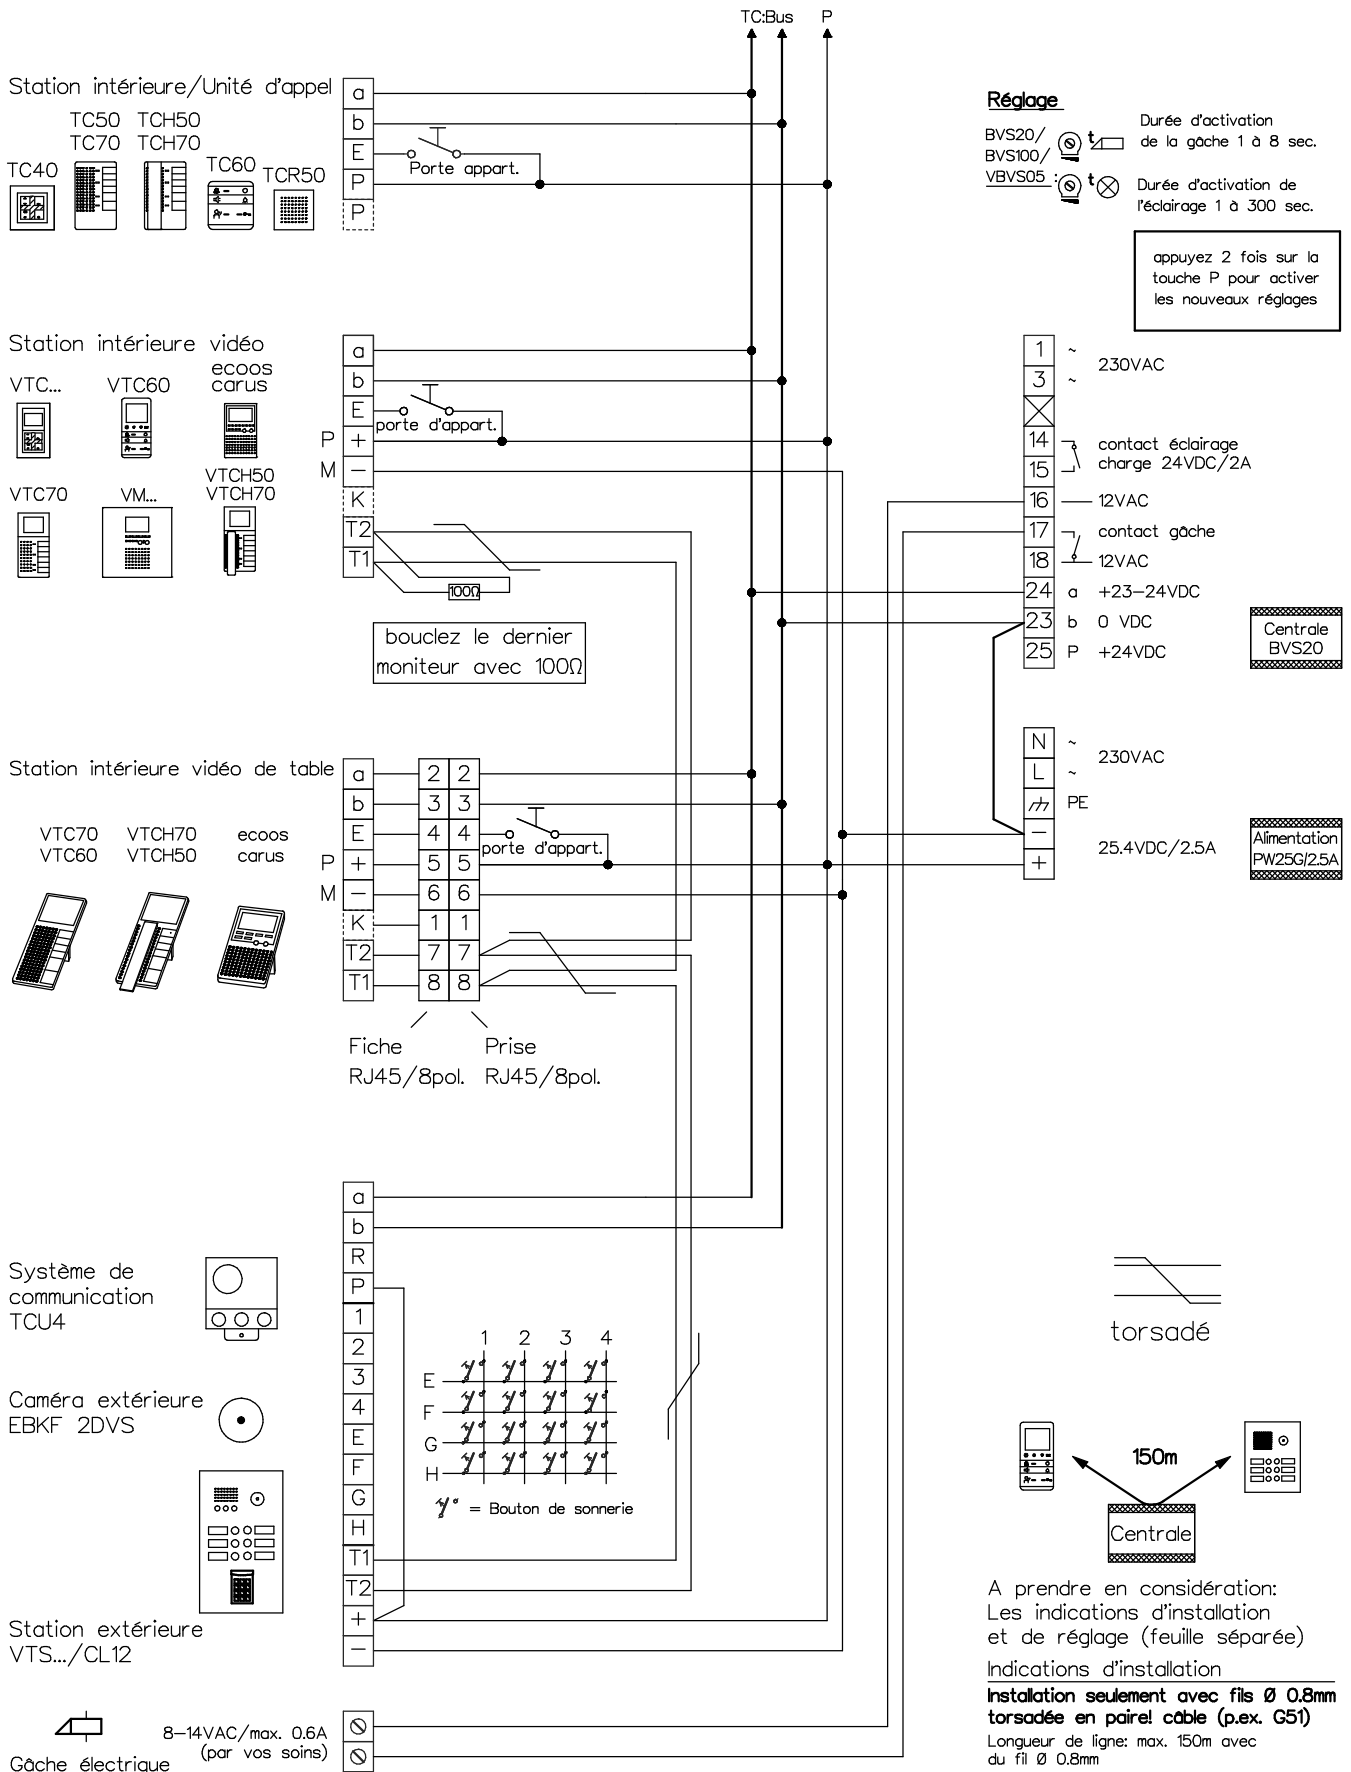 TC:Bus P
Station intérieure/Unité d'appel
TC50 TCH50
TC70 TCH70
TC40
TC60
TCR50
a
b
E
P
P
Porte appart.
Réglage
BVS20/
BVS100/
VBVS05 :
t
Durée d'activation
de la gâche 1 à 8 sec.
t
Durée d'activation de
l'éclairage 1 à 300 sec.
appuyez 2 fois sur la
touche P pour activer
les nouveaux réglages
Station intérieure vidéo
VTC... VTC60
ecoos
carus
VTC70 VM...
VTCH50
VTCH70
a
b
E
P +
M −
K
T2
T1
porte d'appart.
100Ω
bouclez le dernier
moniteur avec 100Ω
1 ~
230VAC
3 ~
14 contact éclairage
15 charge 24VDC/2A
16 12VAC
17 contact gâche
18 12VAC
24 a +23−24VDC
23 b 0 VDC
25 P +24VDC
Centrale
BVS20
N ~
230VAC
L ~
PE
−
25.4VDC/2.5A
+
Alimentation
PW25G/2.5A
Station intérieure vidéo de table
VTC70 VTCH70 ecoos
VTC60 VTCH50 carus
a 2 2
b 3 3
E 4 4
P + 5 5
M − 6 6
K 1 1
T2 7 7
T1 8 8
porte d'appart.
Fiche Prise
RJ45/8pol. RJ45/8pol.
Système de
communication
TCU4
Caméra extérieure
EBKF 2DVS
Station extérieure
VTS.../CL12
a
b
R
P
1
2
3
4
E
F
G
H
T1
T2
+
−
1 2 3 4
E
F
G
H
= Bouton de sonnerie
torsadé
150m
Centrale
A prendre en considération:
Les indications d'installation
et de réglage (feuille séparée)
Indications d'installation
Installation seulement avec fils Ø 0.8mm
torsadée en paire! câble (p.ex. G51)
Longueur de ligne: max. 150m avec
du fil Ø 0.8mm
8−14VAC/max. 0.6A
(par vos soins)
Gâche électrique